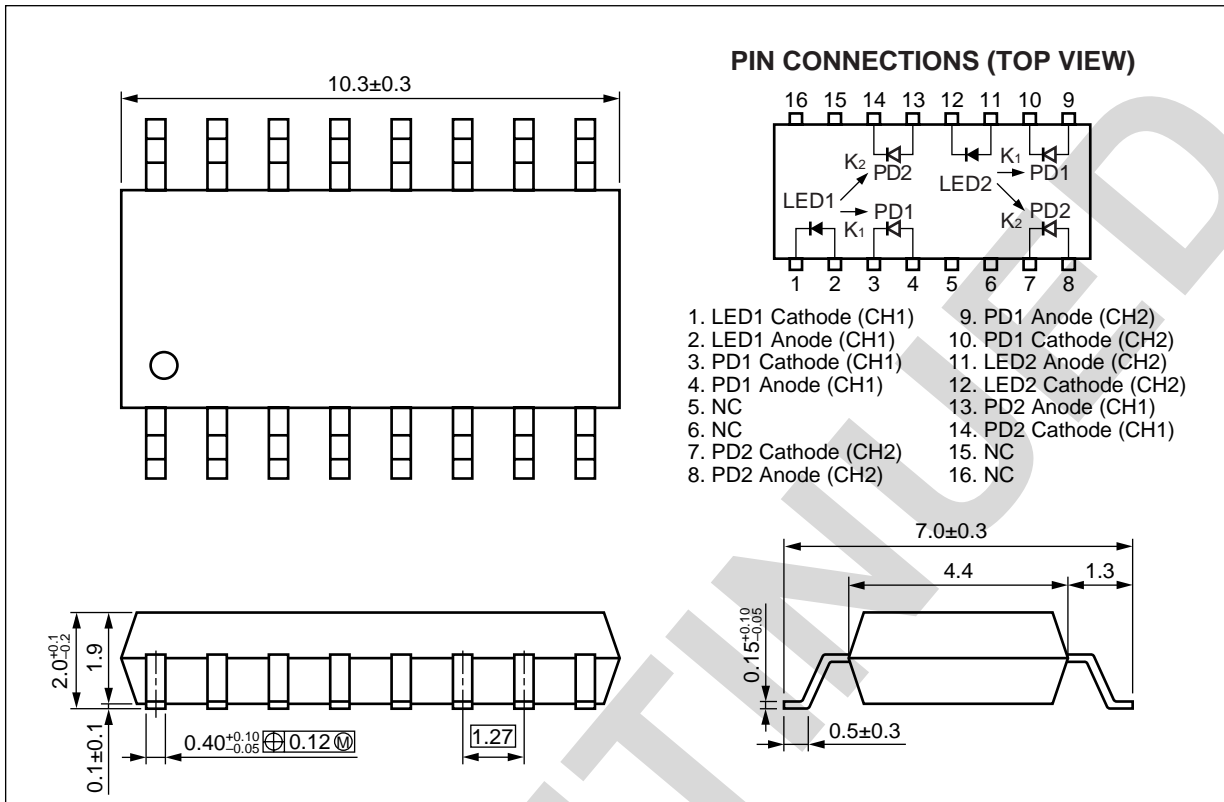 PIN CONNECTIONS (TOP VIEW)
10.3±0.3
16 15 14 13 12 11 10 9
K2
PD2
K1
PD1
LED1
LED2
PD1
K1
PD2
K2
1 2 3 4 5 6 7 8
1. LED1 Cathode (CH1)
2. LED1 Anode (CH1)
3. PD1 Cathode (CH1)
4. PD1 Anode (CH1)
5. NC
6. NC
7. PD2 Cathode (CH2)
8. PD2 Anode (CH2)
9. PD1 Anode (CH2)
10. PD1 Cathode (CH2)
11. LED2 Anode (CH2)
12. LED2 Cathode (CH2)
13. PD2 Anode (CH1)
14. PD2 Cathode (CH1)
15. NC
16. NC
7.0±0.3
4.4
1.3
2.0+0.1−0.2
1.9
0.15+0.10−0.05
0.1±0.1
0.40+0.10−0.05 ⌖ 0.12 Ⓜ
1.27
0.5±0.3
TINUED